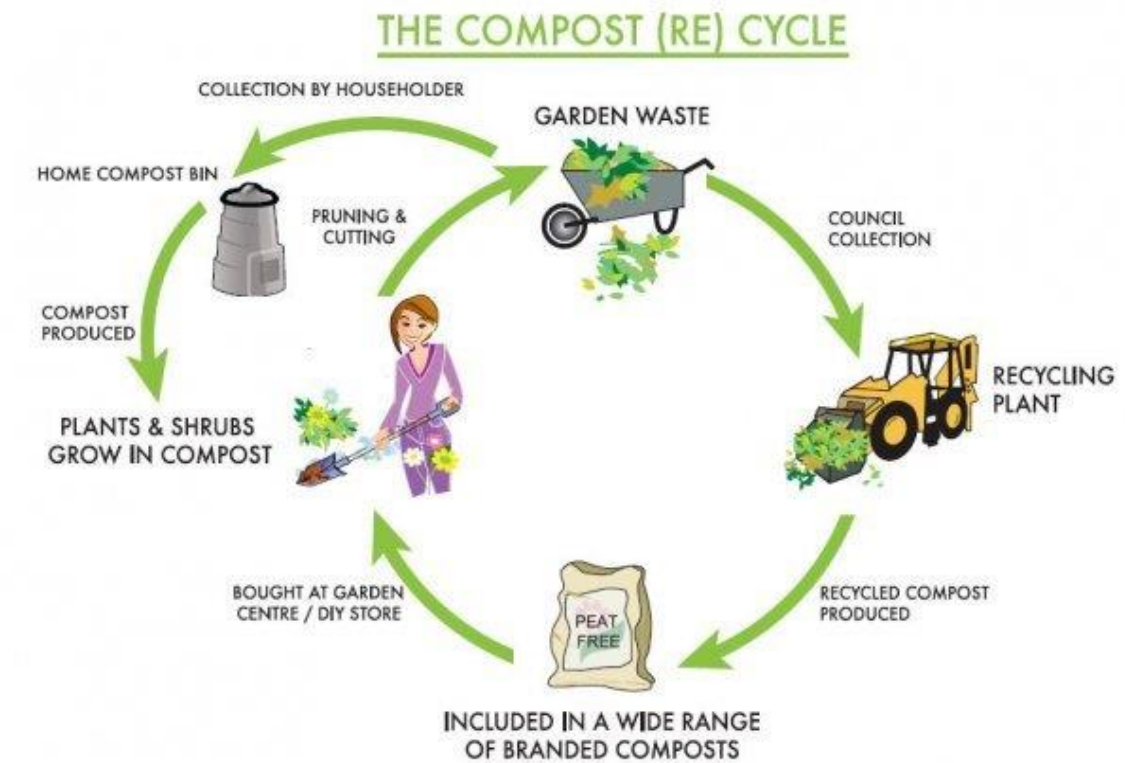 THE COMPOST (RE) CYCLE
COLLECTION BY HOUSEHOLDER
GARDEN WASTE
HOME COMPOST BIN
PRUNING &
CUTTING
COUNCIL
COLLECTION
COMPOST
PRODUCED
RECYCLING
PLANT
PLANTS & SHRUBS
GROW IN COMPOST
BOUGHT AT GARDEN
CENTRE / DIY STORE
PEAT
FREE
RECYCLED COMPOST
PRODUCED
INCLUDED IN A WIDE RANGE
OF BRANDED COMPOSTS